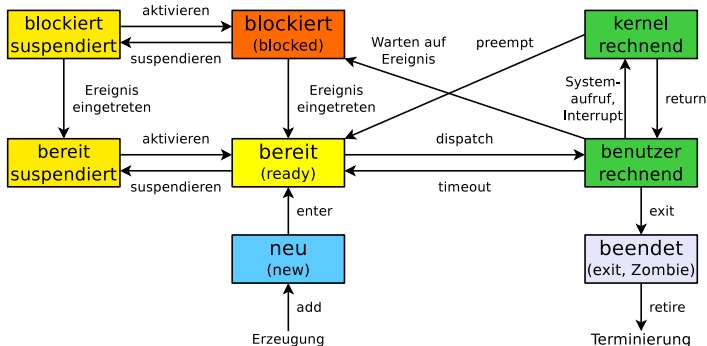 blockiert
suspendiert
aktivieren
suspendieren
blockiert
(blocked)
Warten auf
Ereignis
preempt
kernel
rechnend
Ereignis
eingetreten
Ereignis
eingetreten
System-
aufruf,
Interrupt
return
bereit
suspendiert
aktivieren
suspendieren
bereit
(ready)
dispatch
timeout
benutzer
rechnend
enter
exit
neu
(new)
beendet
(exit, Zombie)
add
retire
Erzeugung
Terminierung